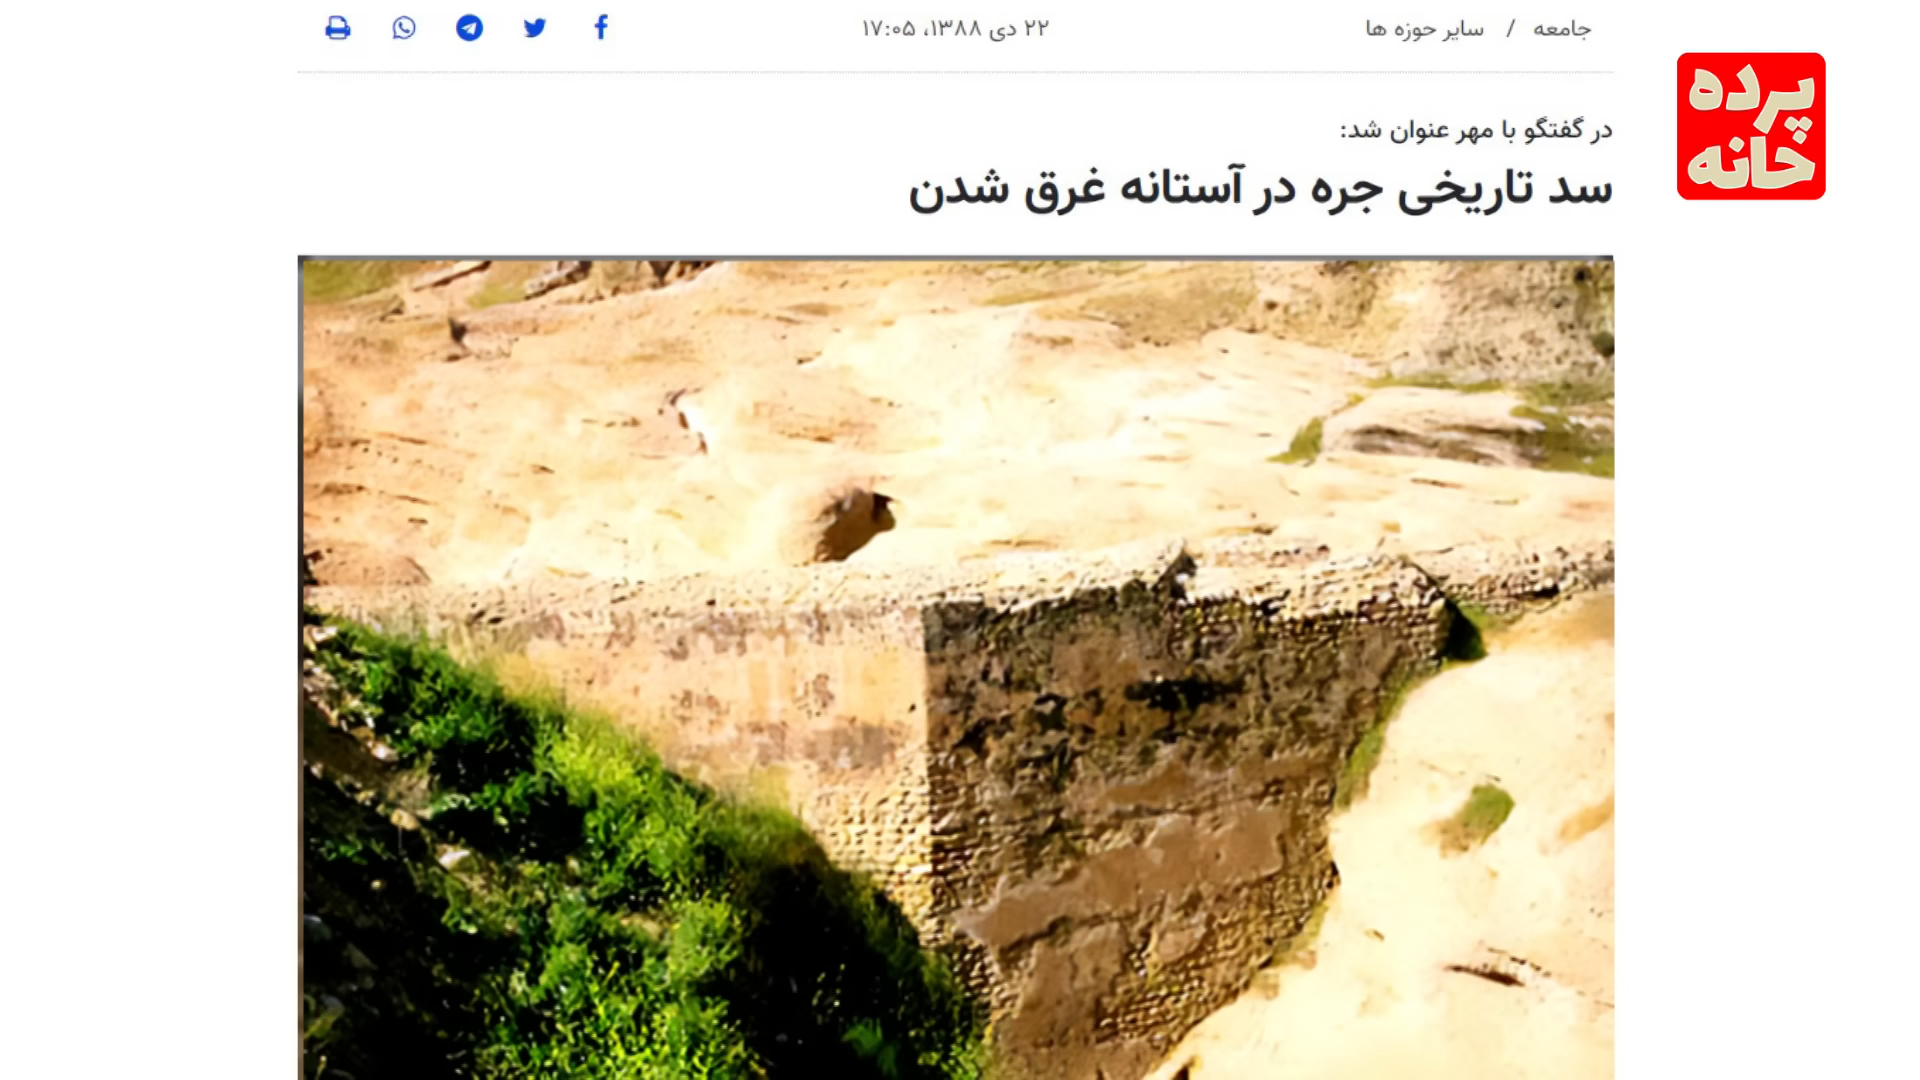 جامعه / سایر حوزه ها
۲۲ دی ۱۳۸۸، ۱۷:۰۵
پرده
خانه
در گفتگو با مهر عنوان شد:
سد تاریخی جره در آستانه غرق شدن